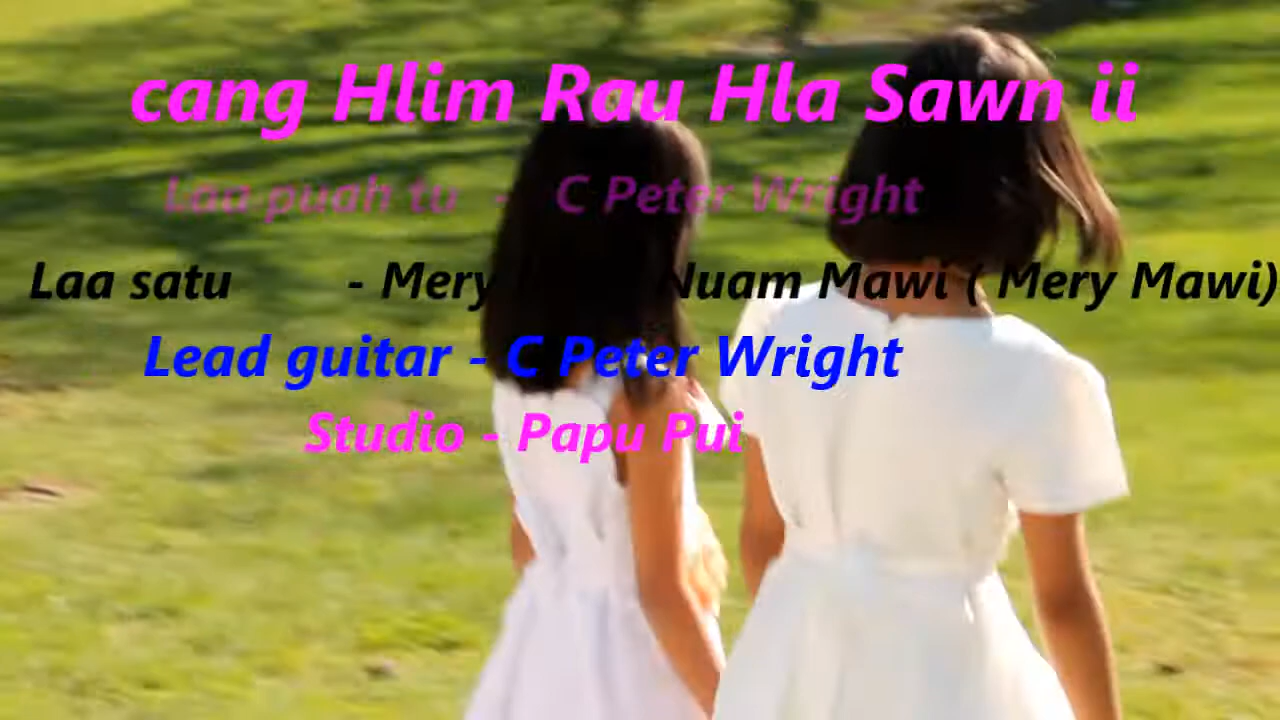 cang Hlim Rau Hla Sawn ii
Laa puah tu - C Peter Wright
Laa satu - Mery Nuam Mawi ( Mery Mawi)
Lead guitar - C Peter Wright
Studio - Papu Pui